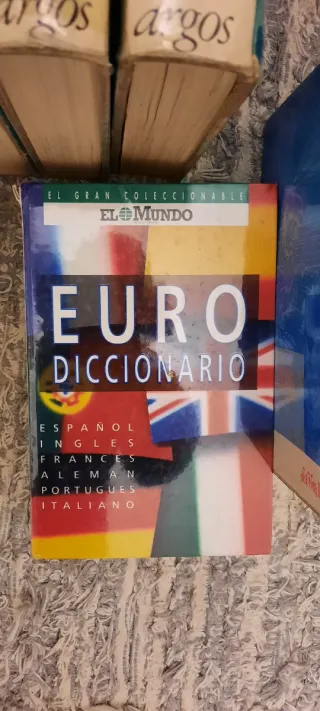 argos
argos
EL GRAN COLECCIONABLE
EL MUNDO
EURO
DICCIONARIO
ESPAÑOL
INGLES
FRANCES
ALEMAN
PORTUGUES
ITALIANO